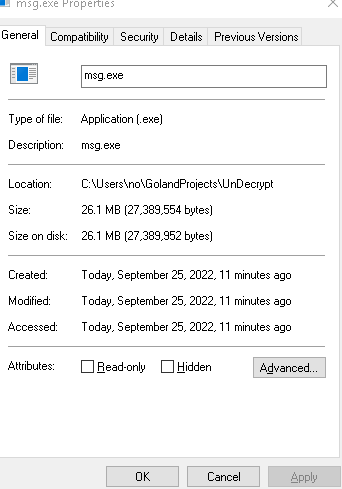 msg.exe Properties
General Compatibility Security Details Previous Versions
msg.exe
Type of file: Application (.exe)
Description: msg.exe
Location: C:\Users\no\GolandProjects\UnDecrypt
Size: 26.1 MB (27,389,554 bytes)
Size on disk: 26.1 MB (27,389,952 bytes)
Created: Today, September 25, 2022, 11 minutes ago
Modified: Today, September 25, 2022, 11 minutes ago
Accessed: Today, September 25, 2022, 11 minutes ago
Attributes: Read-only Hidden Advanced...
OK Cancel Apply